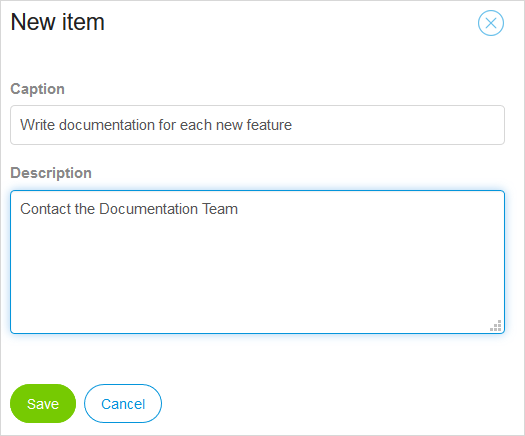 New item
Caption
Write documentation for each new feature
Description
Contact the Documentation Team
Save
Cancel